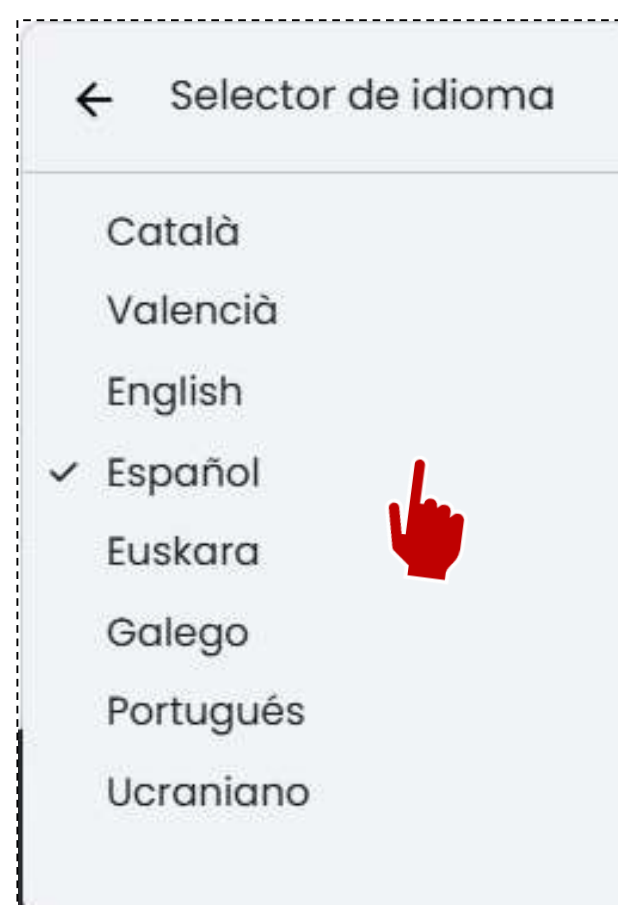 Selector de idioma
Català
Valencià
English
Español
Euskara
Galego
Portugués
Ucraniano